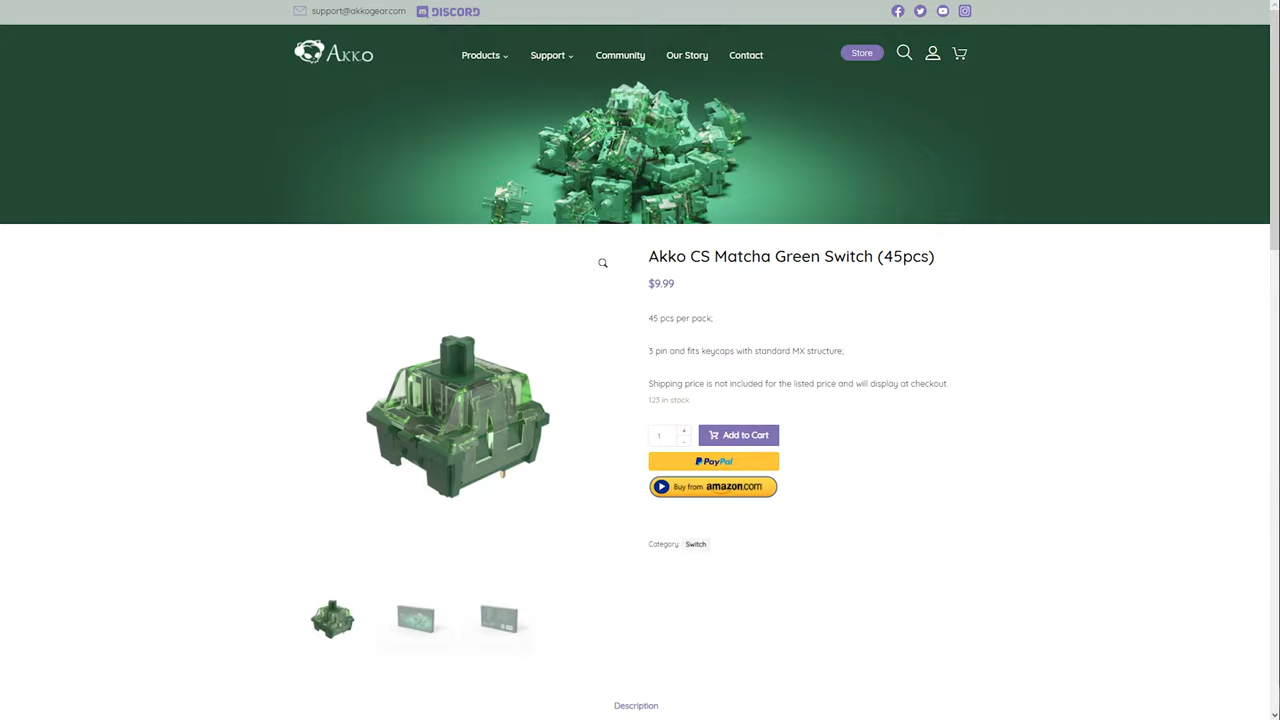 support@akkogear.com DISCORD
AKKO
Products Support Community Our Story Contact
Store
Akko CS Matcha Green Switch (45pcs)
$9.99
45 pcs per pack;
3 pin and fits keycaps with standard MX structure;
Shipping price is not included for the listed price and will display at checkout.
123 in stock
1 + -
Add to Cart
PayPal
Buy from amazon.com
Category: Switch
Description